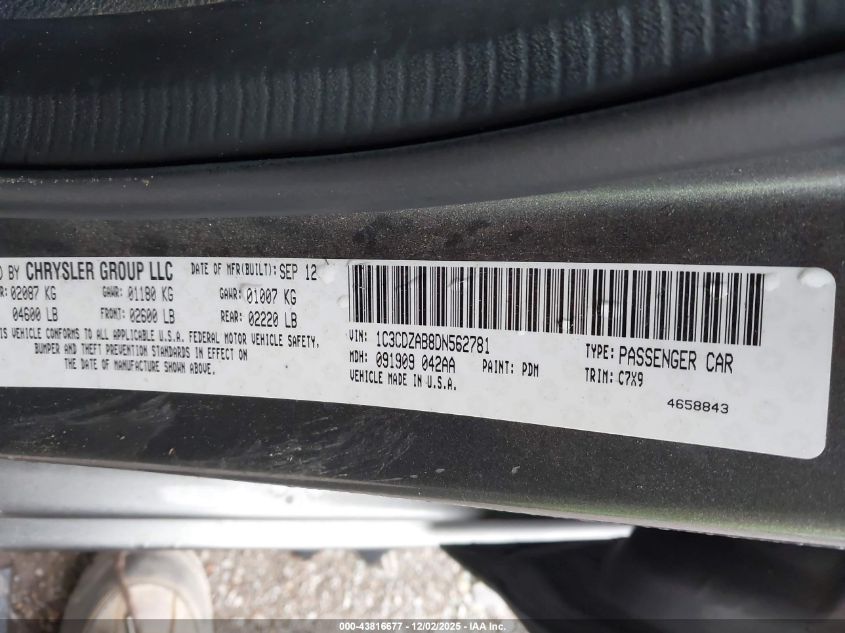 D BY CHRYSLER GROUP LLC DATE OF MFR(BUILT): SEP 12
R: 02087 KG GAWR: 01180 KG GAWR: 01007 KG
04600 LB FRONT: 02600 LB REAR: 02220 LB
IS VEHICLE CONFORMS TO ALL APPLICABLE U.S.A. FEDERAL MOTOR VEHICLE SAFETY,
BUMPER AND THEFT PREVENTION STANDARDS IN EFFECT ON
THE DATE OF MANUFACTURE SHOWN ABOVE.
VIN: 1C3CDZAB8DN562781
MDH: 091909 042AA PAINT: PDM
VEHICLE MADE IN U.S.A.
TYPE: PASSENGER CAR
TRIM: C7X9
4658843
000-43816677 - 12/02/2025 - IAA Inc.